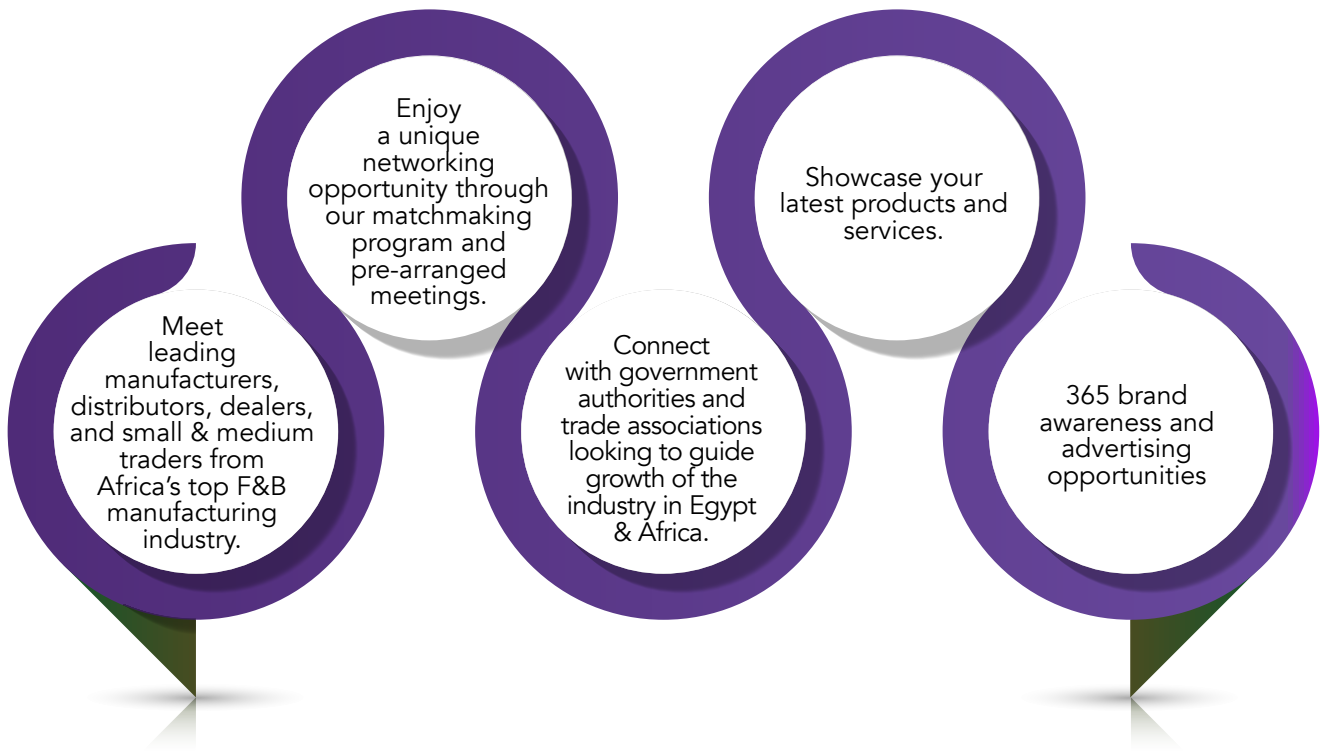 Meet
leading
manufacturers,
distributors, dealers,
and small & medium
traders from
Africa's top F&B
manufacturing
industry.
Enjoy
a unique
networking
opportunity through
our matchmaking
program and
pre-arranged
meetings.
Connect
with government
authorities and
trade associations
looking to guide
growth of the
industry in Egypt
& Africa.
Showcase your
latest products and
services.
365 brand
awareness and
advertising
opportunities